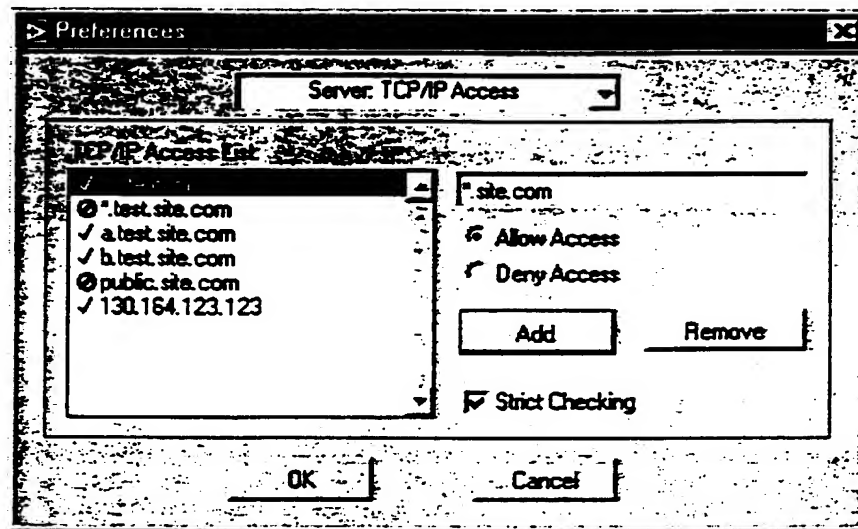 Preferences
Server: TCP/IP Access
TCP/IP Access List:
*.test.site.com
a.test.site.com
b.test.site.com
public.site.com
130.164.123.123
*.site.com
Allow Access
Deny Access
Add
Remove
Strict Checking
OK
Cancel